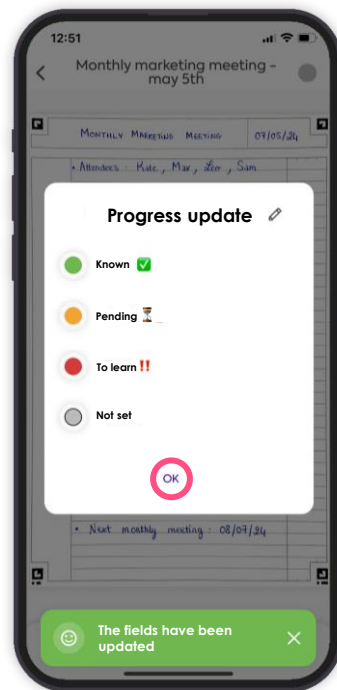 12:51
Monthly marketing meeting -
may 5th
MONTHLY MARKETING MEETING 07/05/24
• Attendees : Kate, Max, Leo, Sam
Progress update
Known ✅
Pending ⏳
To learn ‼️
Not set
OK
• Next monthly meeting : 08/07/24
The fields have been
updated